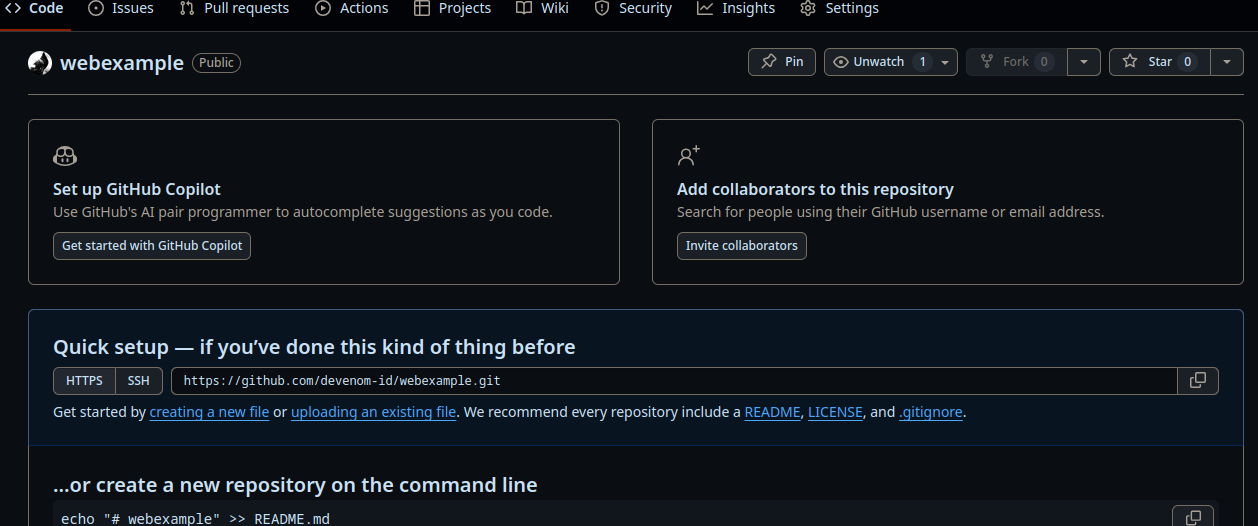 Code Issues Pull requests Actions Projects Wiki Security Insights Settings
webexample Public Pin Unwatch 1 Fork 0 Star 0
Set up GitHub Copilot
Use GitHub's AI pair programmer to autocomplete suggestions as you code.
Get started with GitHub Copilot
Add collaborators to this repository
Search for people using their GitHub username or email address.
Invite collaborators
Quick setup — if you’ve done this kind of thing before
HTTPS SSH https://github.com/devenom-id/webexample.git
Get started by creating a new file or uploading an existing file. We recommend every repository include a README, LICENSE, and .gitignore.
…or create a new repository on the command line
echo "# webexample" >> README.md